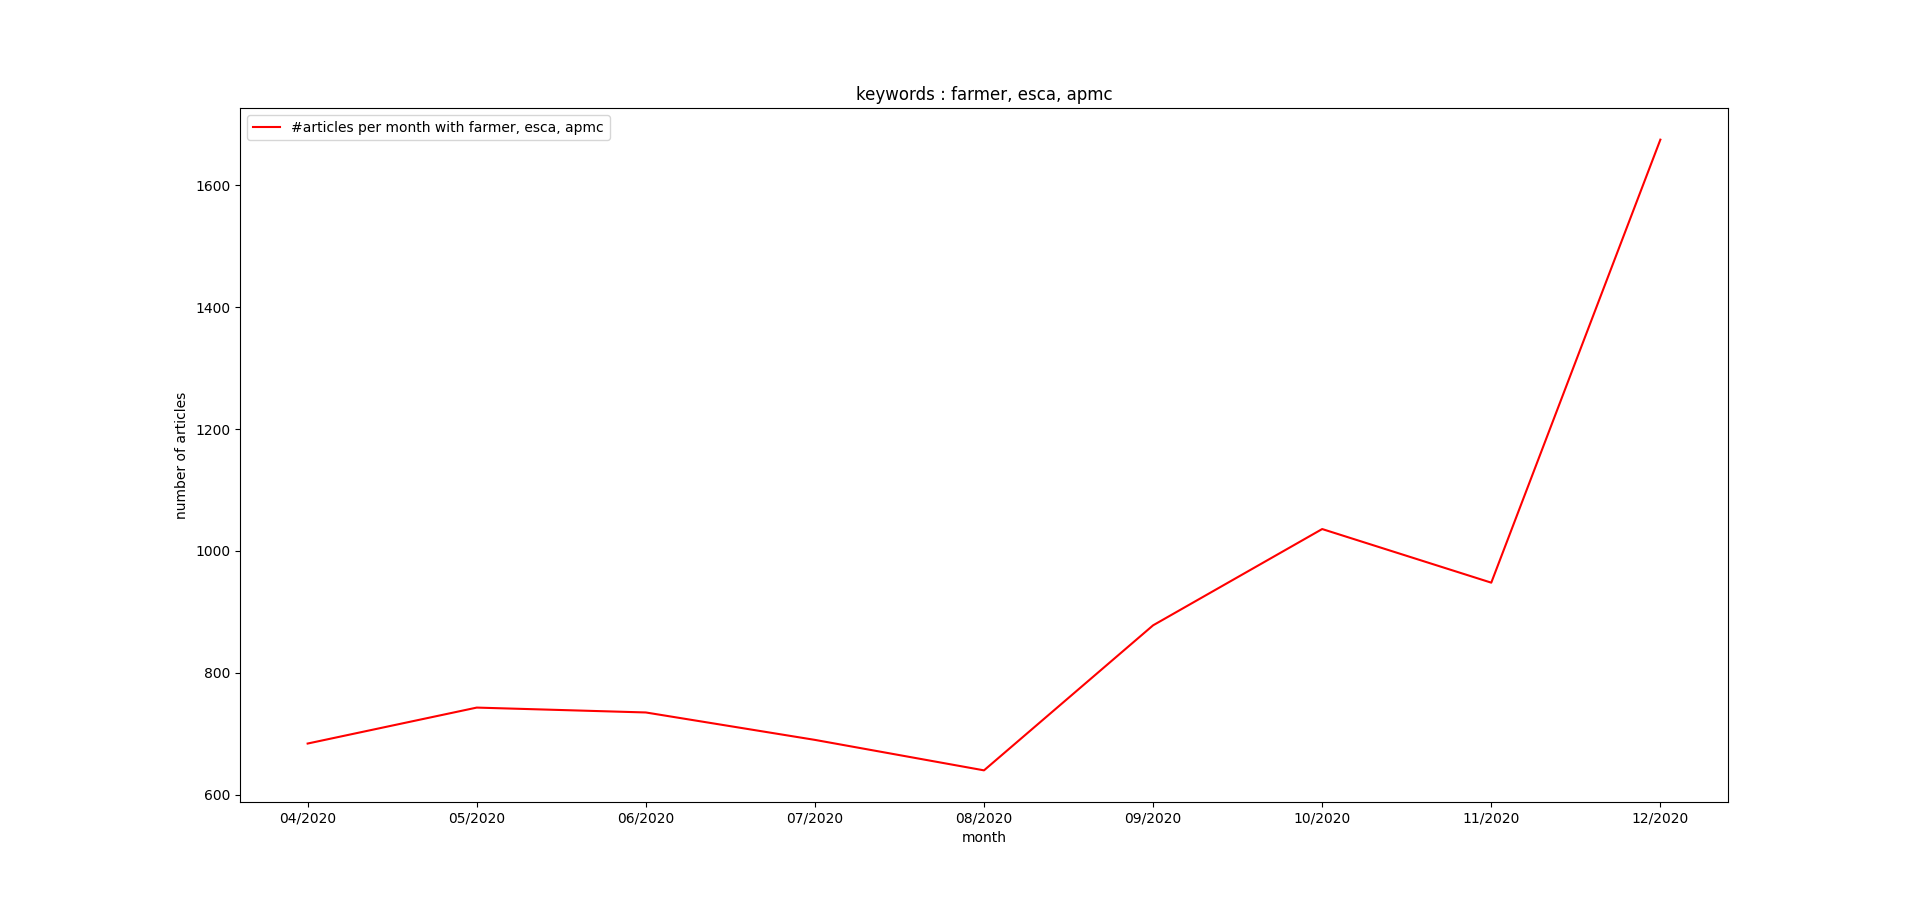 keywords : farmer, esca, apmc
#articles per month with farmer, esca, apmc
1600
1400
1200
1000
800
600
number of articles
04/2020 05/2020 06/2020 07/2020 08/2020 09/2020 10/2020 11/2020 12/2020
month